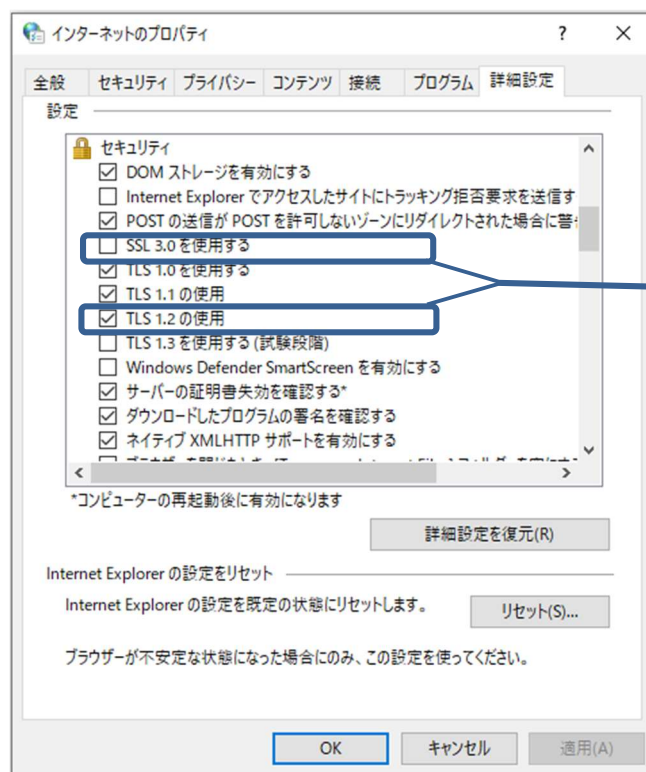 インターネットのプロパティ
?
×
全般 セキュリティ プライバシー コンテンツ 接続 プログラム 詳細設定
設定
セキュリティ
DOM ストレージを有効にする
Internet Explorer でアクセスしたサイトにトラッキング拒否要求を送信す
POST の送信が POST を許可しないゾーンにリダイレクトされた場合に警
SSL 3.0 を使用する
TLS 1.0 を使用する
TLS 1.1 の使用
TLS 1.2 の使用
TLS 1.3 を使用する (試験段階)
Windows Defender SmartScreen を有効にする
サーバーの証明書失効を確認する*
ダウンロードしたプログラムの署名を確認する
ネイティブ XMLHTTP サポートを有効にする
*コンピューターの再起動後に有効になります
詳細設定を復元(R)
Internet Explorer の設定をリセット
Internet Explorer の設定を既定の状態にリセットします。
リセット(S)...
ブラウザーが不安定な状態になった場合にのみ、この設定を使ってください。
OK キャンセル 適用(A)